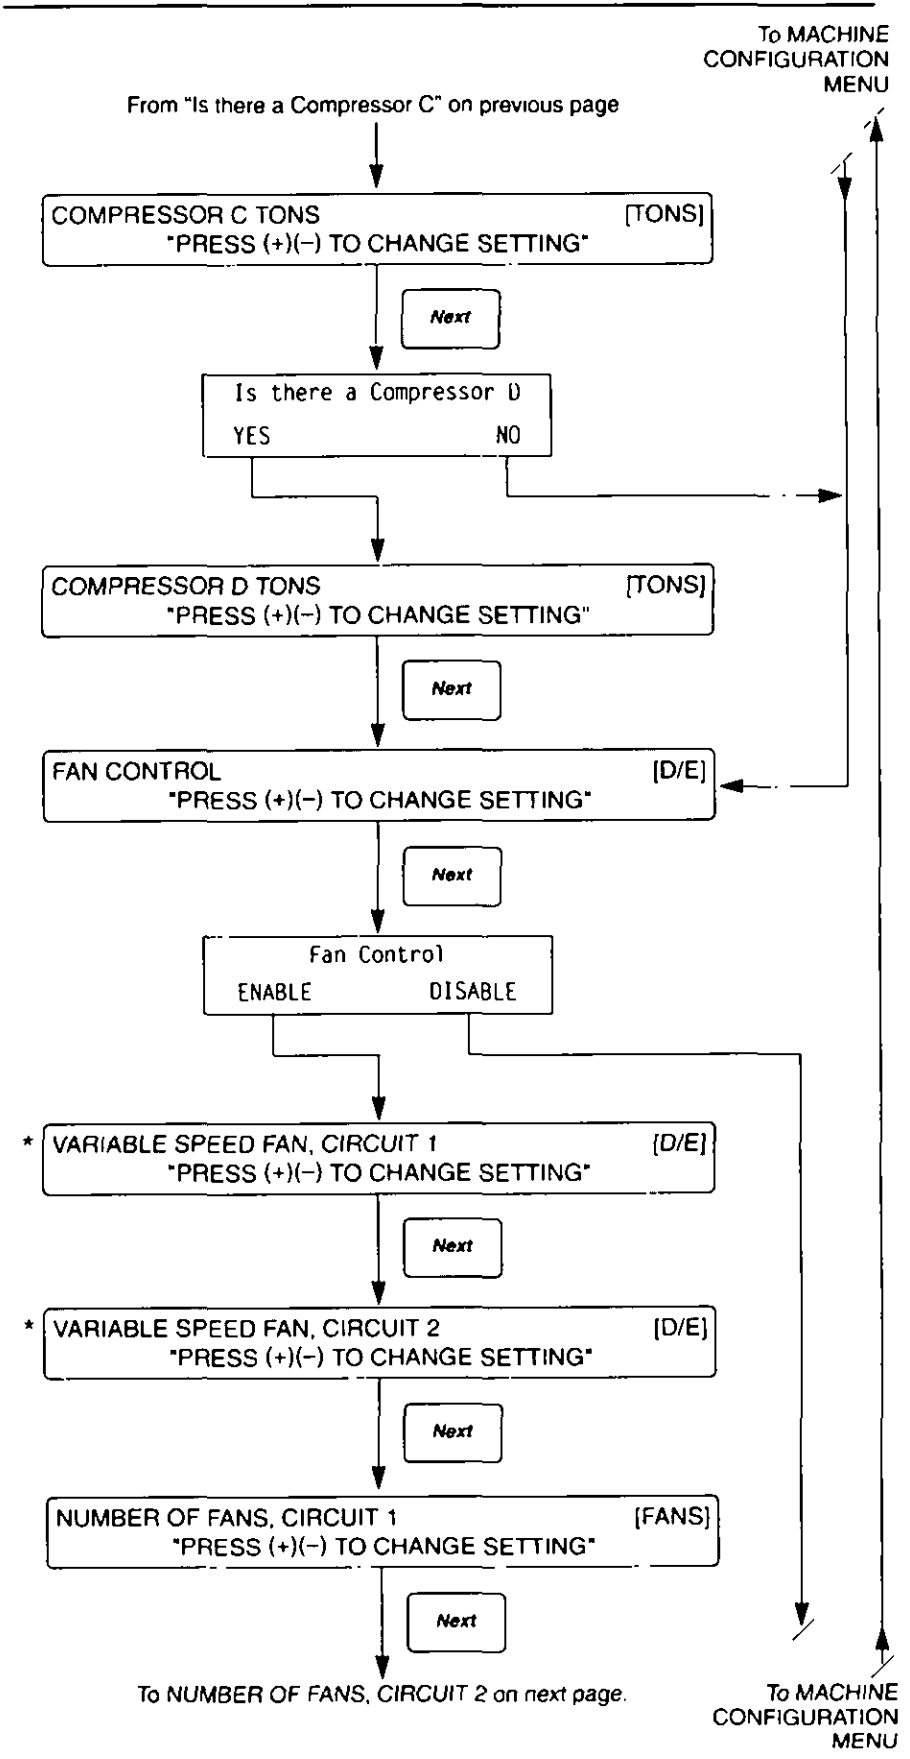 To MACHINE
CONFIGURATION
MENU
From "Is there a Compressor C" on previous page
COMPRESSOR C TONS [TONS]
"PRESS (+)(−) TO CHANGE SETTING"
Next
Is there a Compressor D
YES NO
COMPRESSOR D TONS [TONS]
"PRESS (+)(−) TO CHANGE SETTING"
Next
FAN CONTROL [D/E]
"PRESS (+)(−) TO CHANGE SETTING"
Next
Fan Control
ENABLE DISABLE
* VARIABLE SPEED FAN, CIRCUIT 1 [D/E]
"PRESS (+)(−) TO CHANGE SETTING"
Next
* VARIABLE SPEED FAN, CIRCUIT 2 [D/E]
"PRESS (+)(−) TO CHANGE SETTING"
Next
NUMBER OF FANS, CIRCUIT 1 [FANS]
"PRESS (+)(−) TO CHANGE SETTING"
Next
To NUMBER OF FANS, CIRCUIT 2 on next page.
To MACHINE
CONFIGURATION
MENU